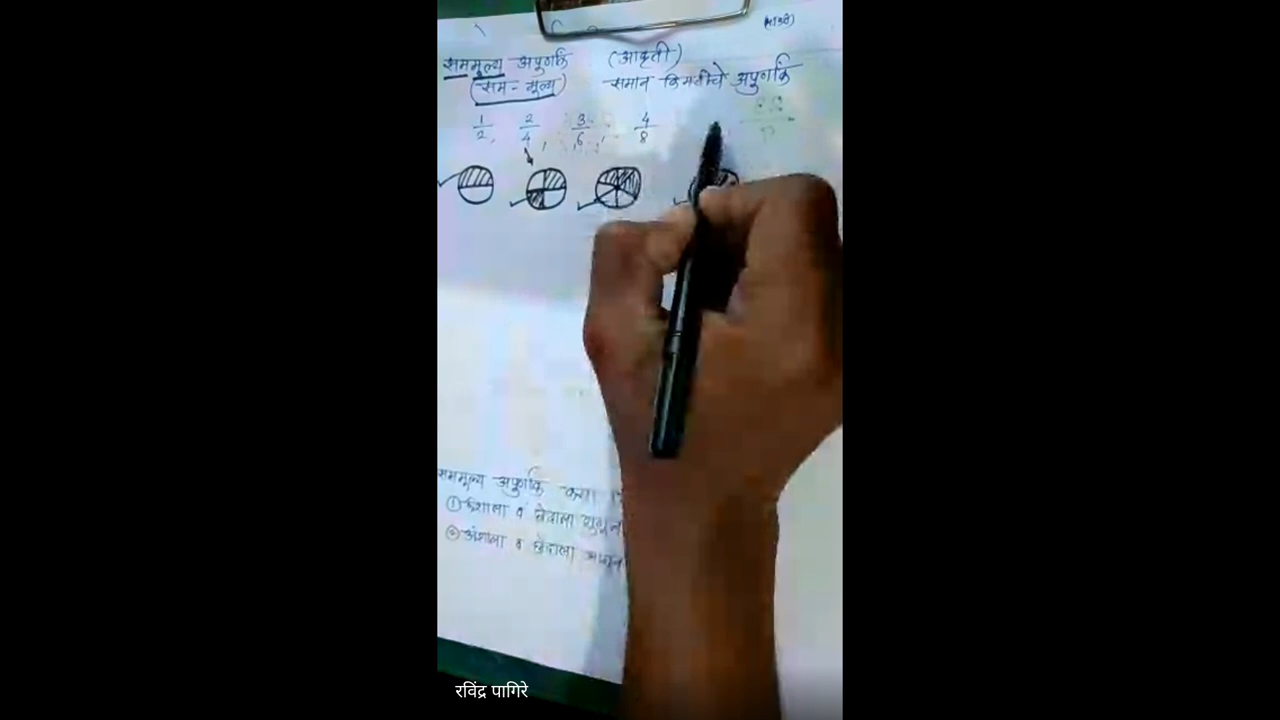 सममूल्य अपूर्णांक (आकृती)
(सम - मूल्य) समान किंमतीचे अपूर्णांक
1/2, 2/4, 3/6, 4/8
सममूल्य अपूर्णांक
① अंशाला व छेदाला गुणून
② अंशाला व छेदाला भागून
रविंद्र पागिरे